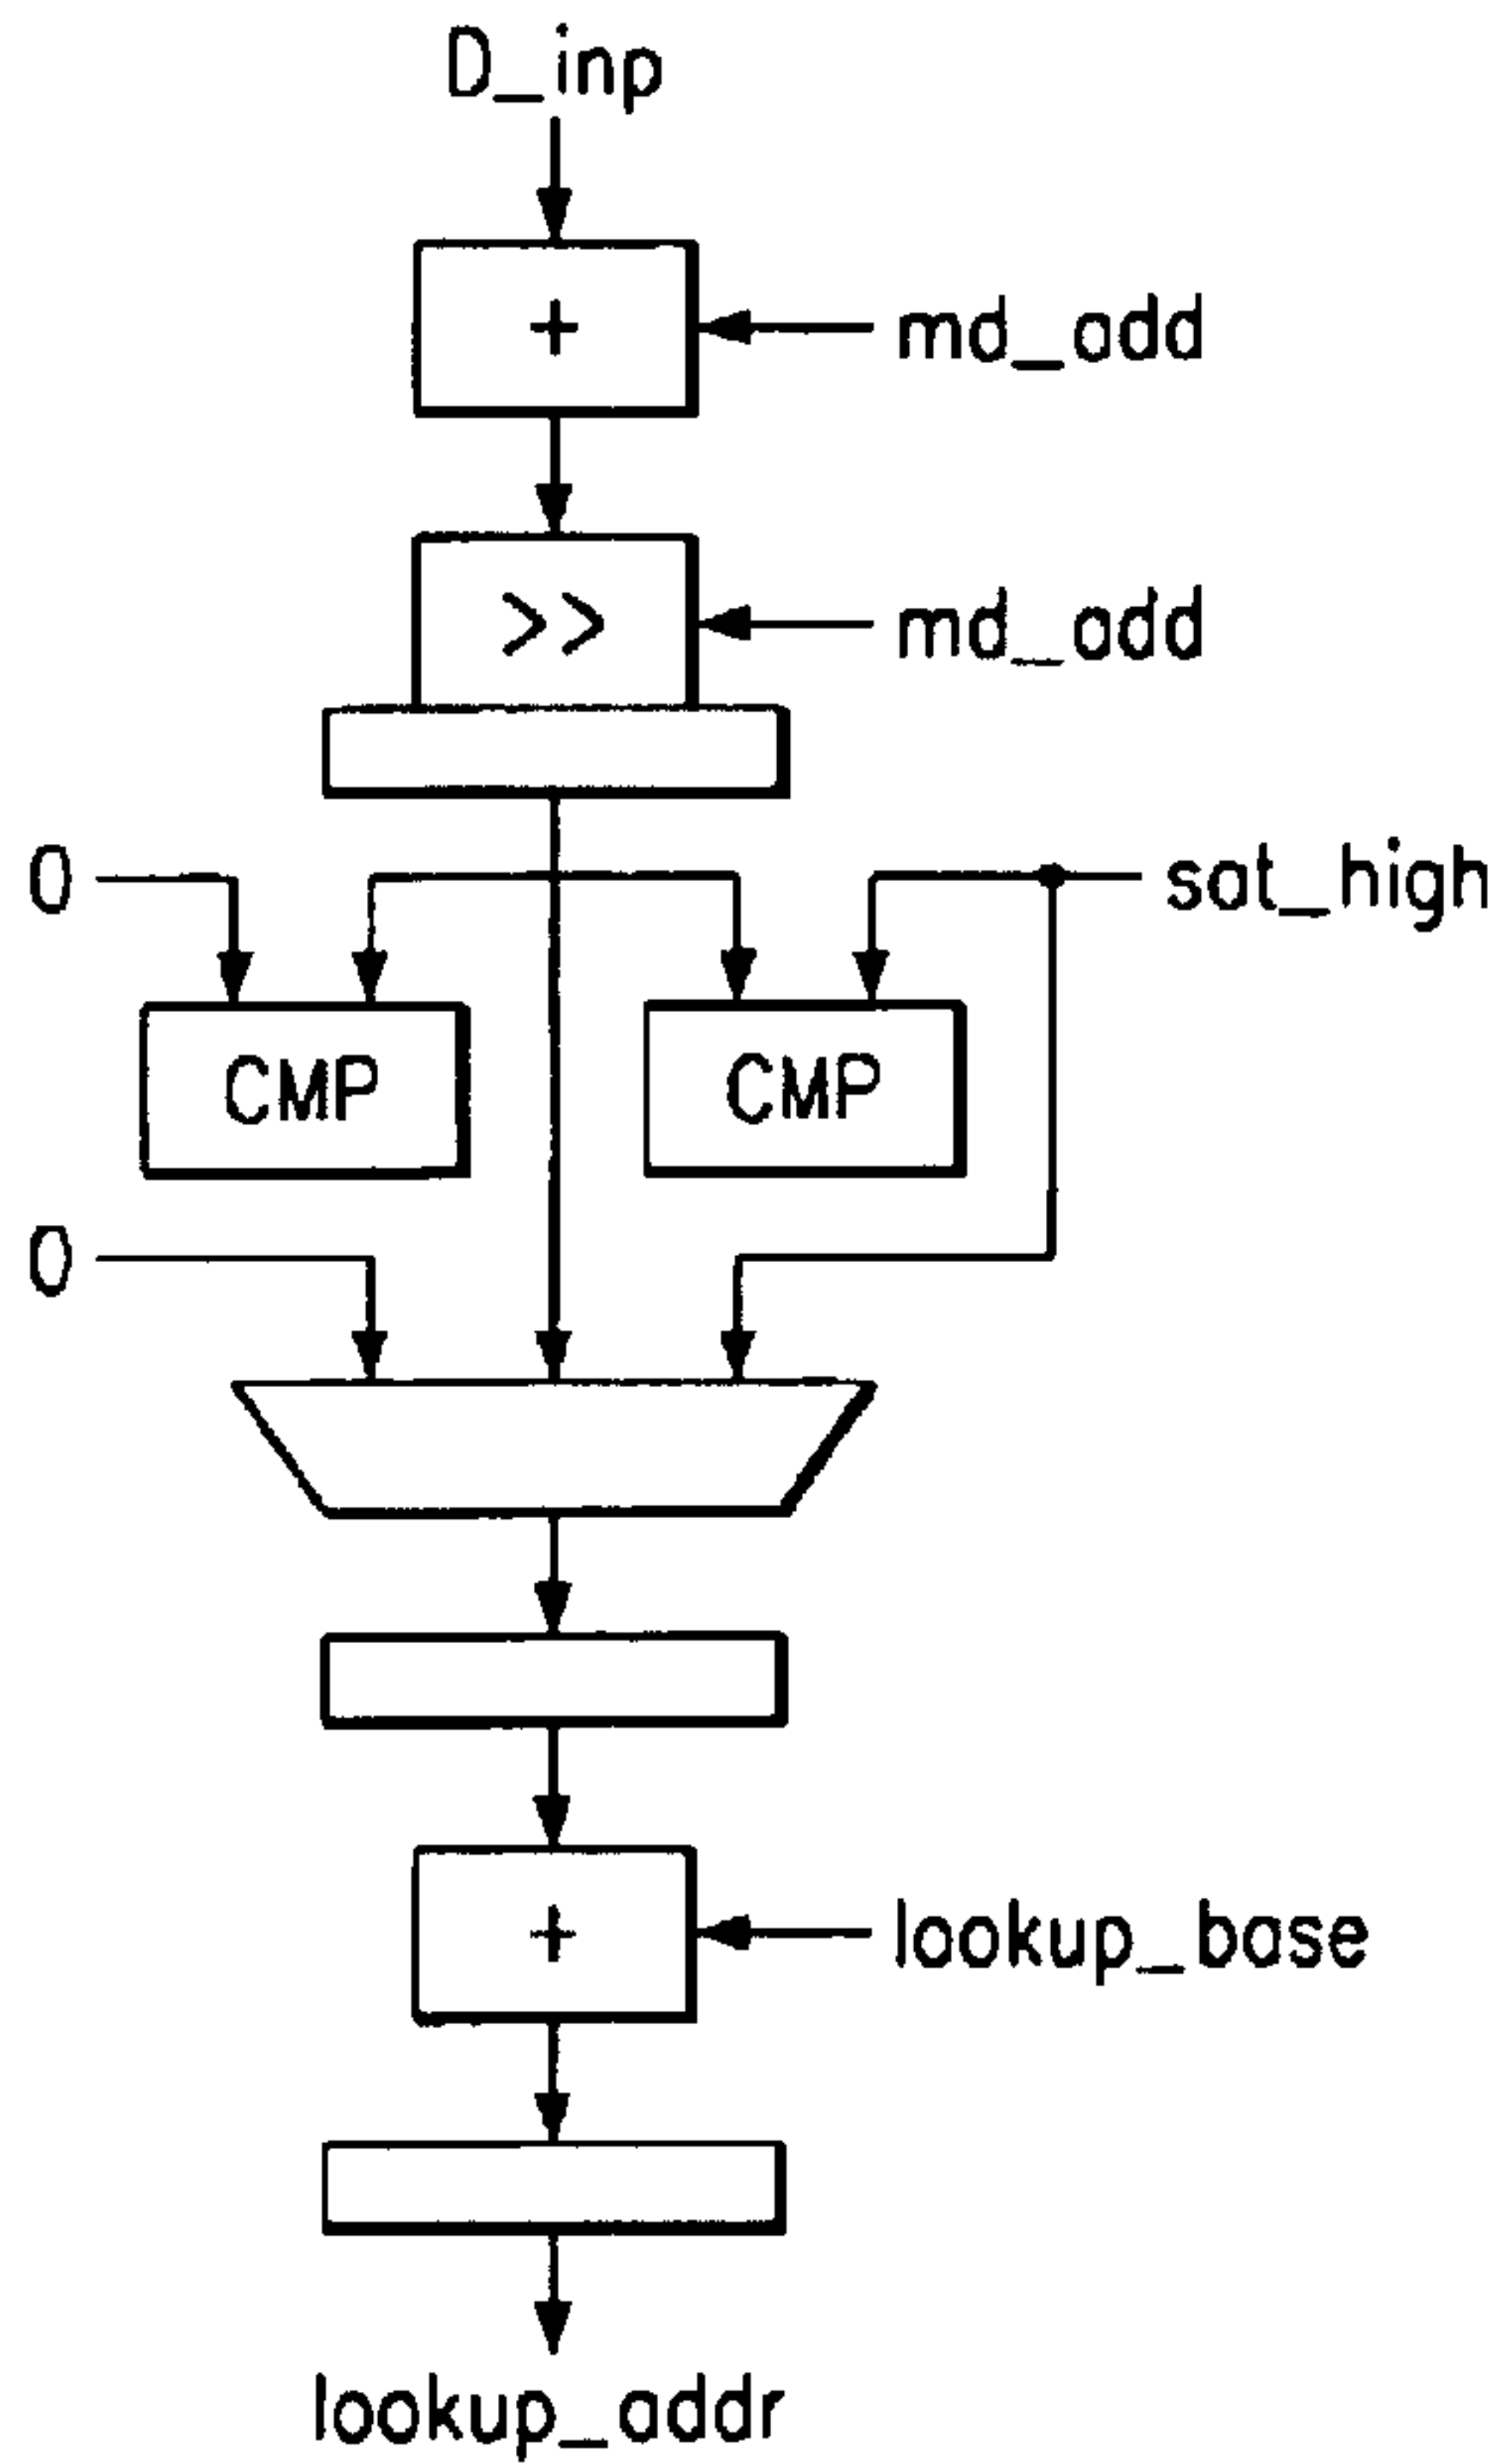 D_inp
+
md_add
>>
md_add
0
sat_high
CMP
CMP
0
+
lookup_base
lookup_addr